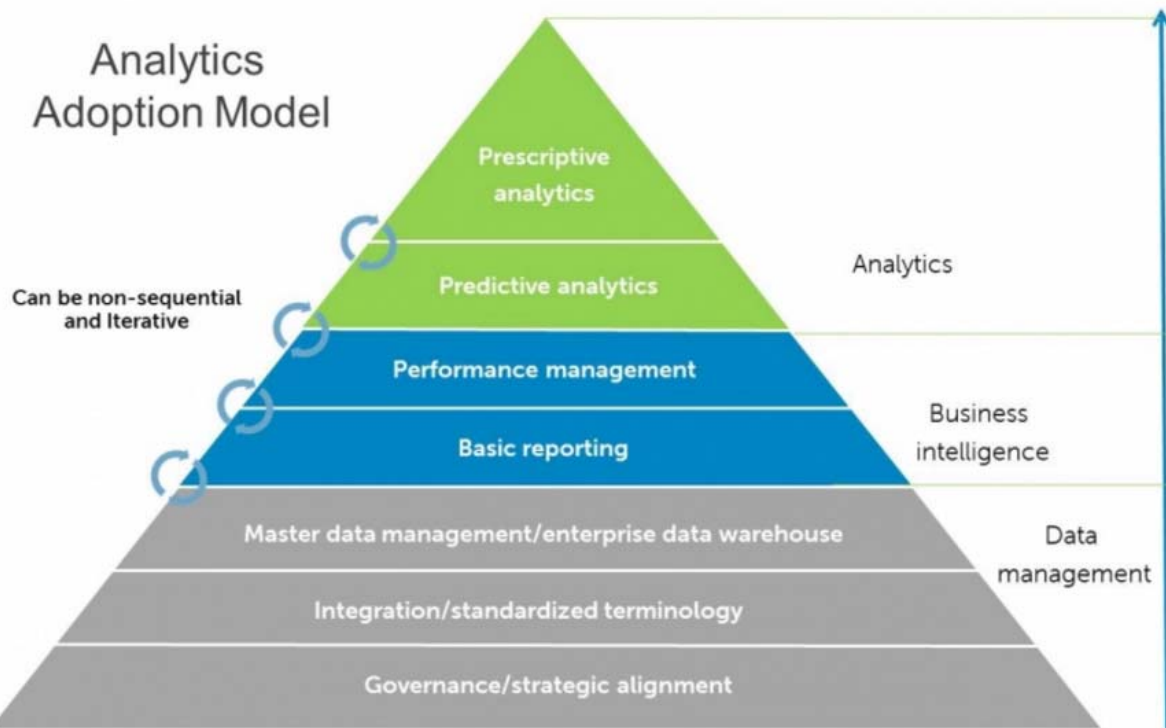 Analytics
Adoption Model
Prescriptive
analytics
Predictive analytics
Analytics
Can be non-sequential
and Iterative
Performance management
Basic reporting
Business
intelligence
Master data management/enterprise data warehouse
Integration/standardized terminology
Governance/strategic alignment
Data
management